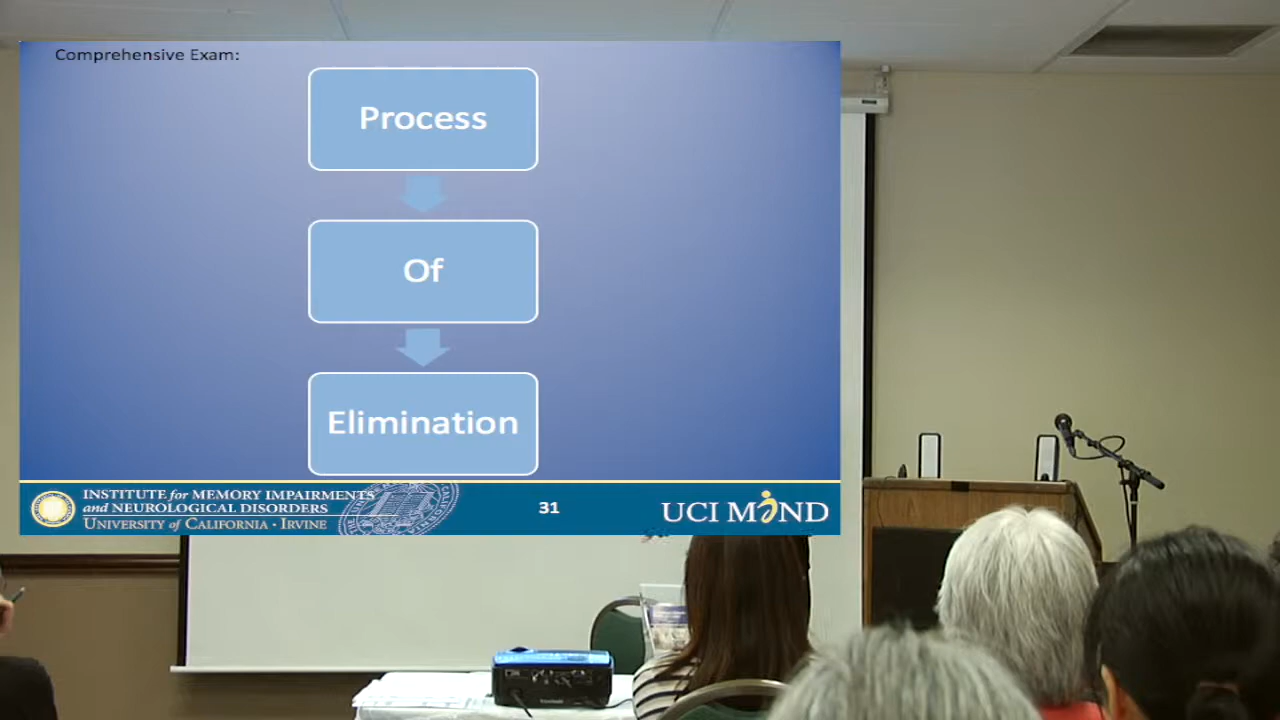 Comprehensive Exam:
Process
Of
Elimination
INSTITUTE for MEMORY IMPAIRMENTS
and NEUROLOGICAL DISORDERS
UNIVERSITY of CALIFORNIA • IRVINE
31
UCI MIND